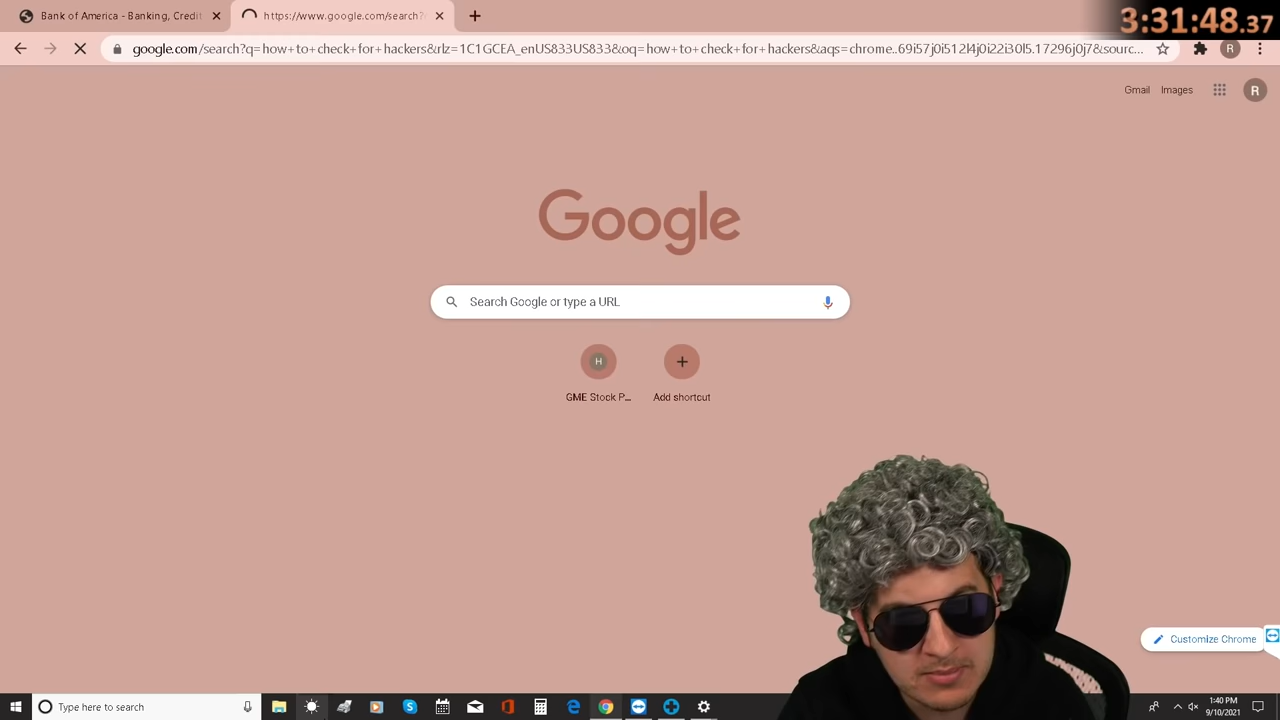 Bank of America - Banking, Credit
https://www.google.com/search?
3:31:48.37
google.com/search?q=how+to+check+for+hackers&rlz=1C1GCEA_enUS833US833&oq=how+to+check+for+hackers&aqs=chrome..69i57j0i512l4j0i22i30l5.17296j0j7&sourc...
R
Gmail
Images
R
Google
Search Google or type a URL
H
GME Stock P...
Add shortcut
Customize Chrome
Type here to search
1:40 PM
9/10/2021